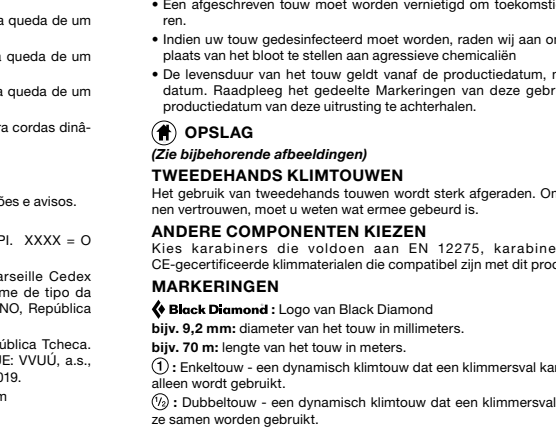 a queda de um
a queda de um
a queda de um
ra cordas dinâ-
ões e avisos.
PI. XXXX = O
arseille Cedex
me de tipo da
NO, República
ública Tcheca.
UE: VVUÚ, a.s.,
019.
m
• Een afgeschreven touw moet worden vernietigd om
ren.
• Indien uw touw gedesinfecteerd moet worden, raden wij aan
plaats van het bloot te stellen aan agressieve chemicaliën
• De levensduur van het touw geldt vanaf de productiedatum,
datum. Raadpleeg het gedeelte Markeringen van deze
productiedatum van deze uitrusting te achterhalen.
OPSLAG
(Zie bijbehorende afbeeldingen)
TWEEDEHANDS KLIMTOUWEN
Het gebruik van tweedehands touwen wordt sterk afgeraden.
nen vertrouwen, moet u weten wat ermee gebeurd is.
ANDERE COMPONENTEN KIEZEN
Kies karabiners die voldoen aan EN 12275, karabine
CE-gecertificeerde klimmaterialen die compatibel zijn met dit
MARKERINGEN
Black Diamond : Logo van Black Diamond
bijv. 9,2 mm: diameter van het touw in millimeters.
bijv. 70 m: lengte van het touw in meters.
① : Enkeltouw - een dynamisch klimtouw dat een klimmersval
alleen wordt gebruikt.
½ : Dubbeltouw - een dynamisch klimtouw dat een klimmersval
ze samen worden gebruikt.